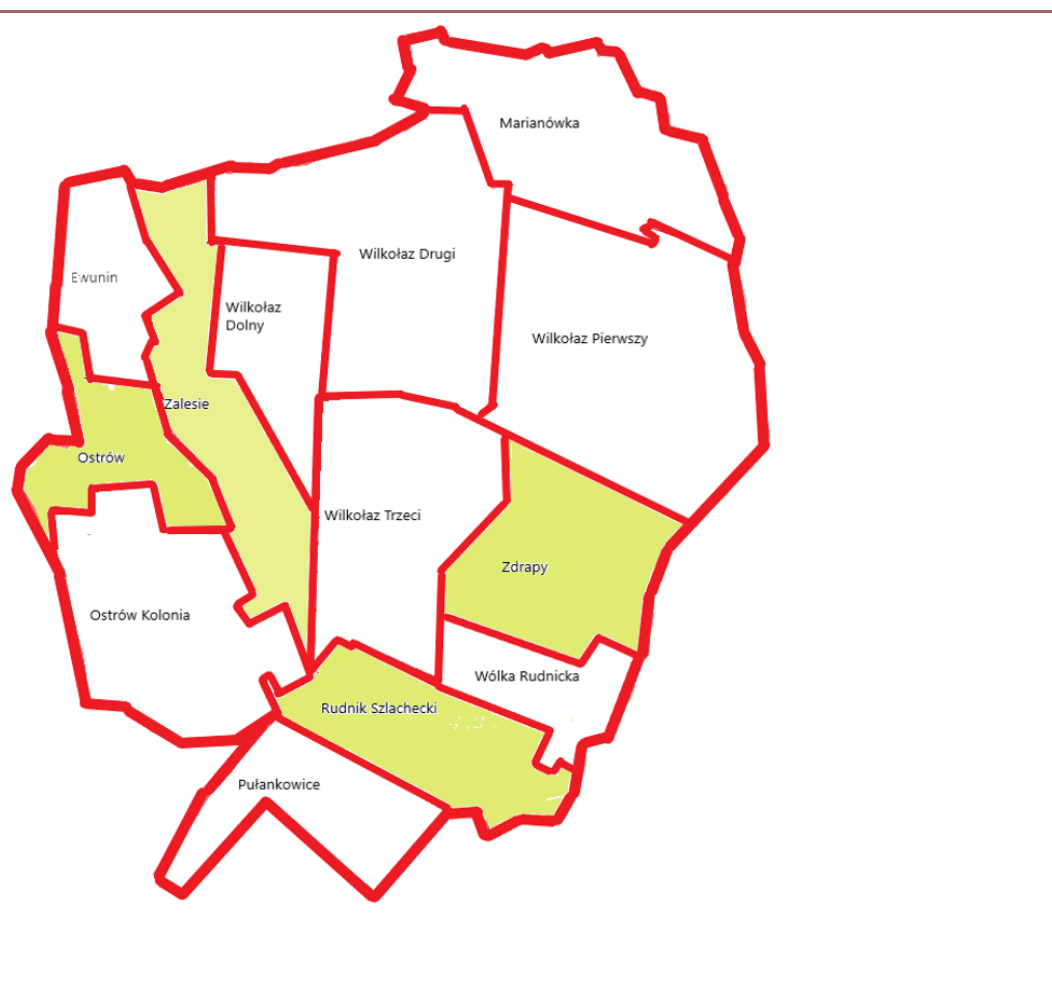 Marianówka
Wilkołaz Drugi
Ewunin
Wilkołaz
Dolny
Wilkołaz Pierwszy
Zalesie
Ostrów
Wilkołaz Trzeci
Zdrapy
Ostrów Kolonia
Wólka Rudnicka
Rudnik Szlachecki
Pułankowice